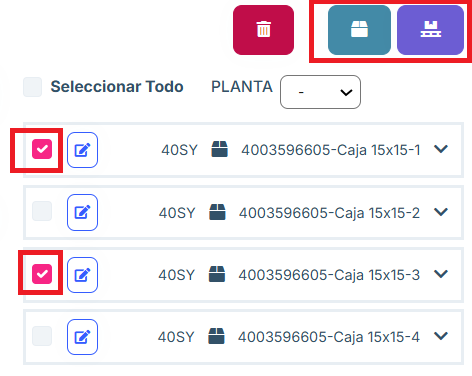 Seleccionar Todo PLANTA -
40SY 4003596605-Caja 15x15-1
40SY 4003596605-Caja 15x15-2
40SY 4003596605-Caja 15x15-3
40SY 4003596605-Caja 15x15-4